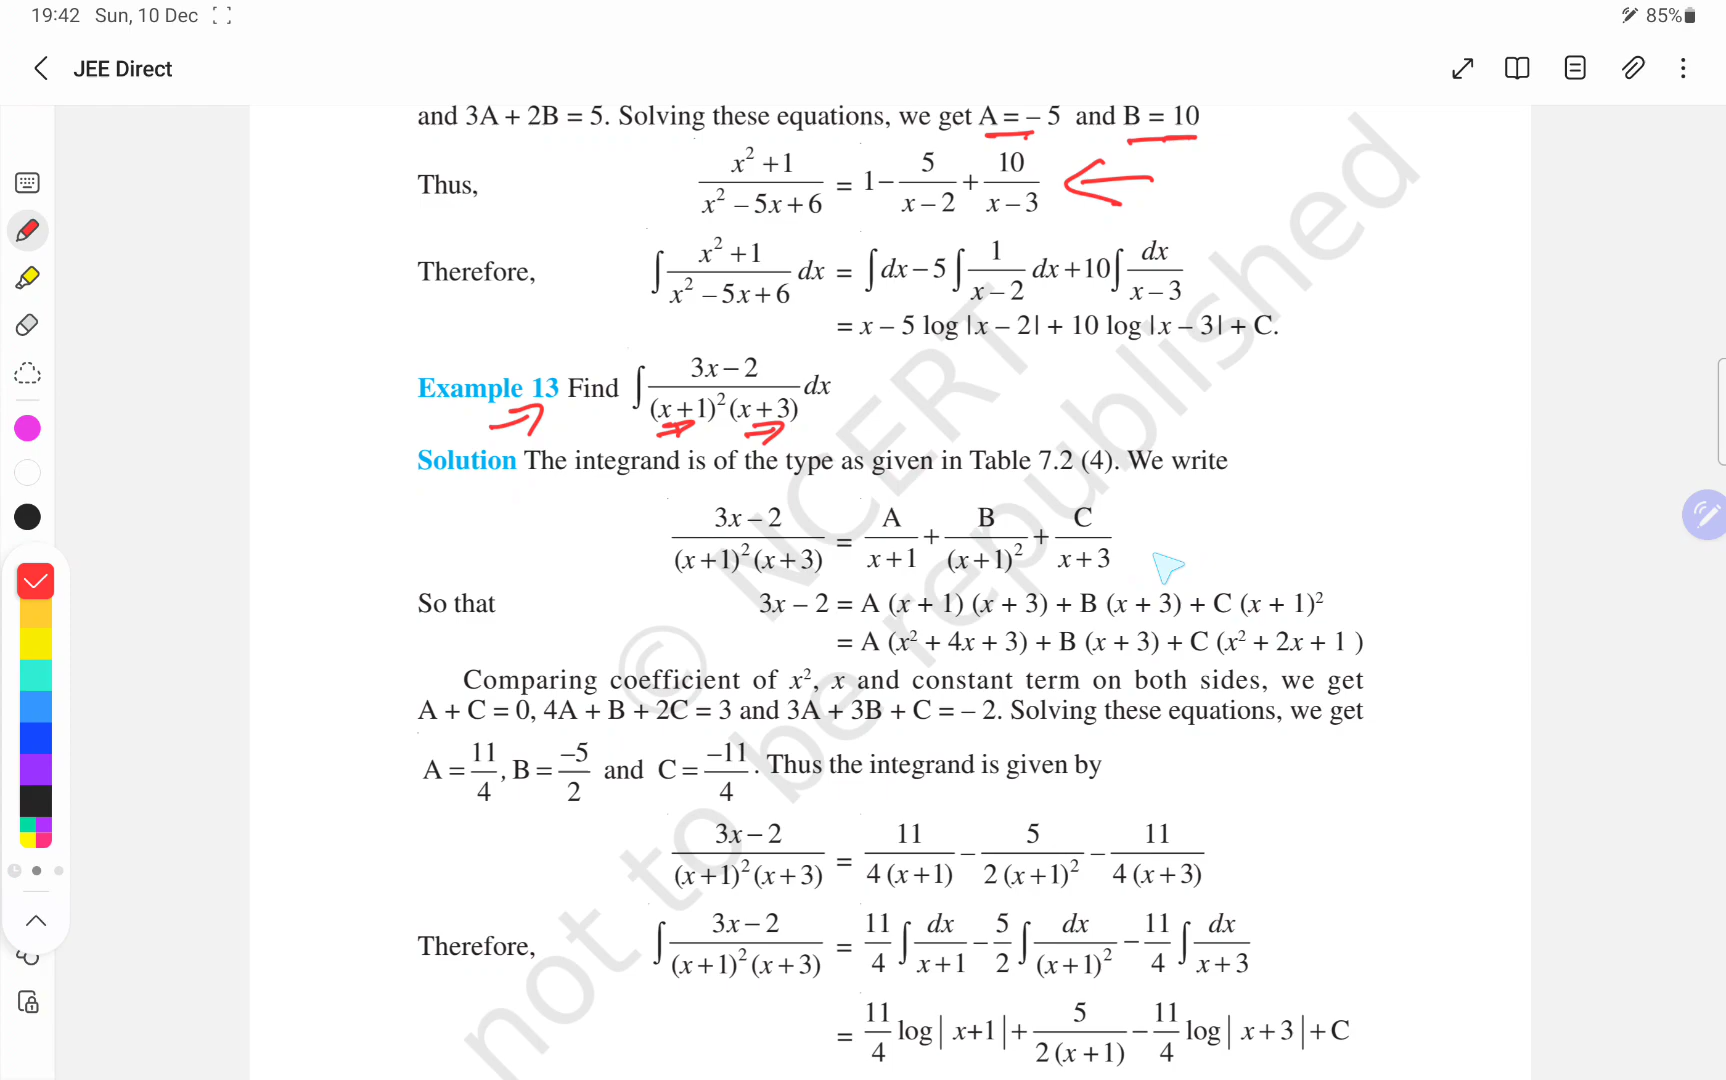 19:42 Sun, 10 Dec
85%
JEE Direct
and 3A + 2B = 5. Solving these equations, we get A = – 5 and B = 10
Thus, (x² + 1)/(x² – 5x + 6) = 1 – 5/(x – 2) + 10/(x – 3)
Therefore, ∫ (x² + 1)/(x² – 5x + 6) dx = ∫ dx – 5 ∫ 1/(x – 2) dx + 10 ∫ dx/(x – 3)
= x – 5 log |x – 2| + 10 log |x – 3| + C.
Example 13 Find ∫ (3x – 2)/((x + 1)² (x + 3)) dx
Solution The integrand is of the type as given in Table 7.2 (4). We write
(3x – 2)/((x + 1)² (x + 3)) = A/(x + 1) + B/(x + 1)² + C/(x + 3)
So that 3x – 2 = A (x + 1) (x + 3) + B (x + 3) + C (x + 1)²
= A (x² + 4x + 3) + B (x + 3) + C (x² + 2x + 1 )
Comparing coefficient of x², x and constant term on both sides, we get
A + C = 0, 4A + B + 2C = 3 and 3A + 3B + C = – 2. Solving these equations, we get
A = 11/4, B = –5/2 and C = –11/4. Thus the integrand is given by
(3x – 2)/((x + 1)² (x + 3)) = 11/(4 (x + 1)) – 5/(2 (x + 1)²) – 11/(4 (x + 3))
Therefore, ∫ (3x – 2)/((x + 1)² (x + 3)) = 11/4 ∫ dx/(x + 1) – 5/2 ∫ dx/(x + 1)² – 11/4 ∫ dx/(x + 3)
= 11/4 log | x+1 | + 5/(2 (x + 1)) – 11/4 log | x + 3 | + C
© NCERT
not to be republished